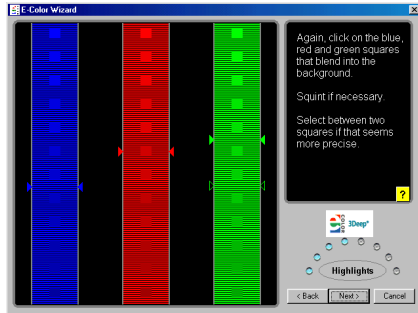 E-Color Wizard
Again, click on the blue,
red and green squares
that blend into the
background.
Squint if necessary.
Select between two
squares if that seems
more precise.
?
COLOR
3Deep®
Highlights
< Back
Next >
Cancel